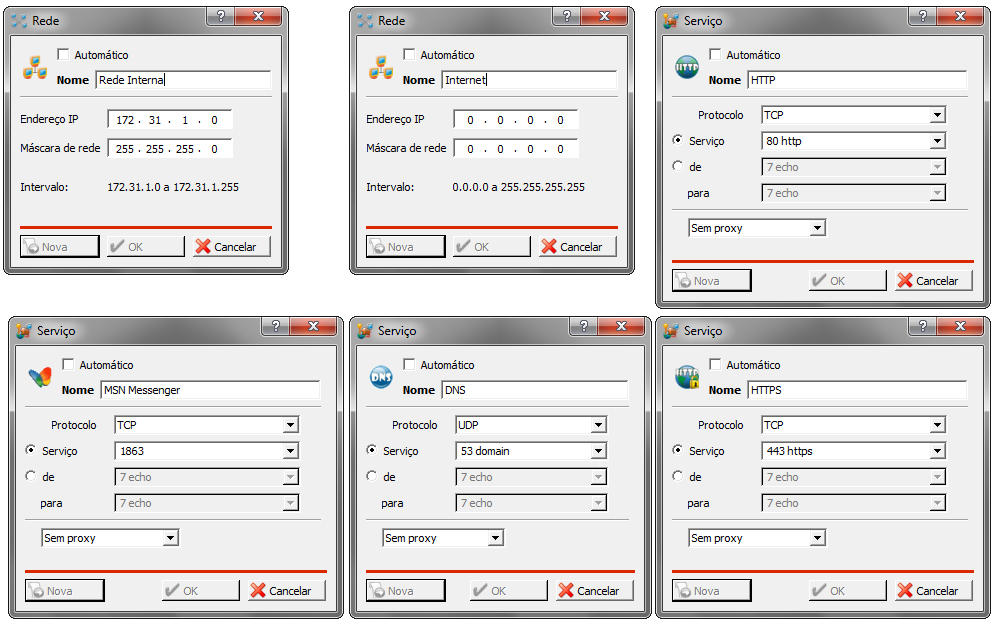 Rede
Automático
Nome Rede Interna
Endereço IP 172 . 31 . 1 . 0
Máscara de rede 255 . 255 . 255 . 0
Intervalo: 172.31.1.0 a 172.31.1.255
Nova OK Cancelar
Rede
Automático
Nome Internet
Endereço IP 0 . 0 . 0 . 0
Máscara de rede 0 . 0 . 0 . 0
Intervalo: 0.0.0.0 a 255.255.255.255
Nova OK Cancelar
Serviço
HTTP
Automático
Nome HTTP
Protocolo TCP
Serviço 80 http
de 7 echo
para 7 echo
Sem proxy
Nova OK Cancelar
Serviço
Automático
Nome MSN Messenger
Protocolo TCP
Serviço 1863
de 7 echo
para 7 echo
Sem proxy
Nova OK Cancelar
Serviço
DNS
Automático
Nome DNS
Protocolo UDP
Serviço 53 domain
de 7 echo
para 7 echo
Sem proxy
Nova OK Cancelar
Serviço
HTTP
Automático
Nome HTTPS
Protocolo TCP
Serviço 443 https
de 7 echo
para 7 echo
Sem proxy
Nova OK Cancelar